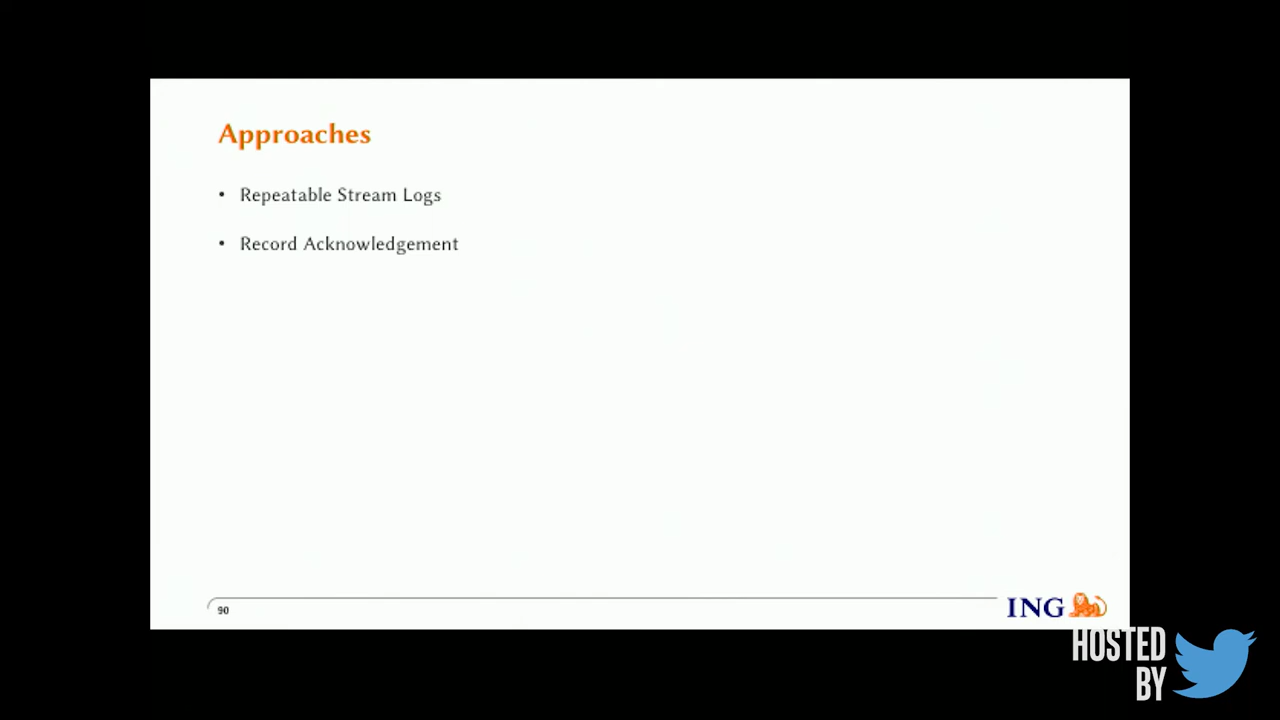 Approaches
• Repeatable Stream Logs
• Record Acknowledgement
90
ING
HOSTED
BY